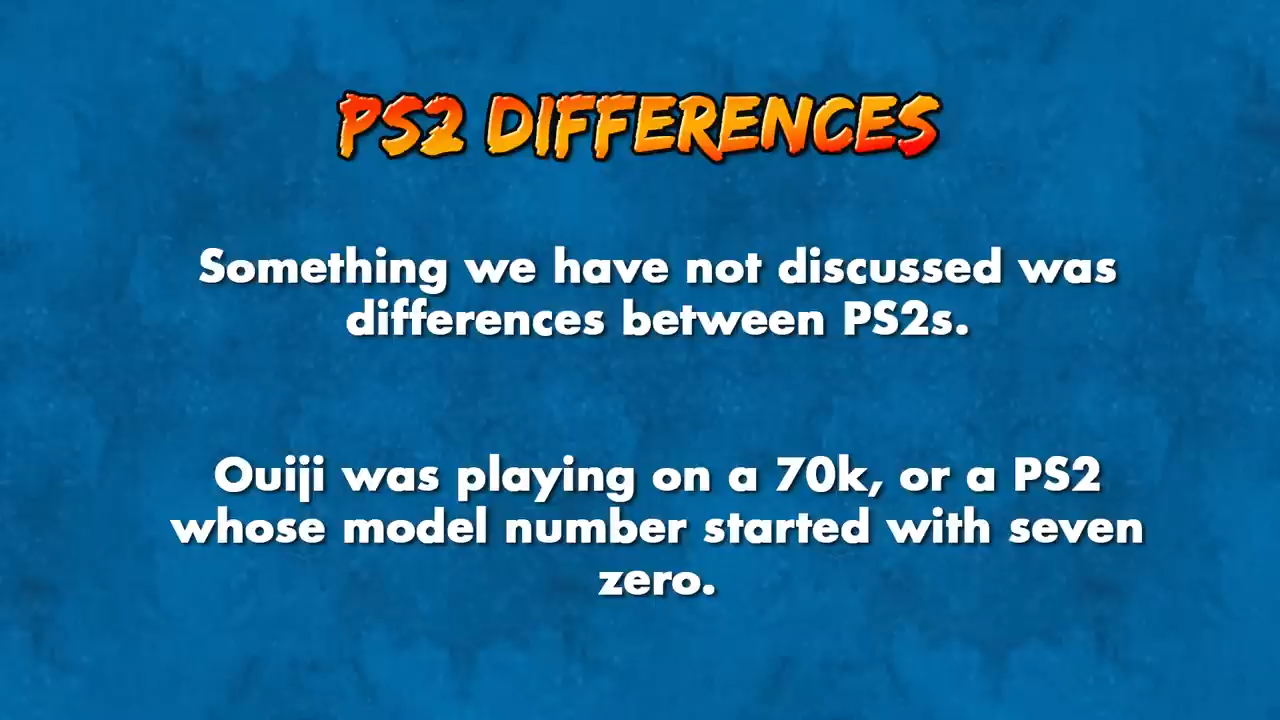 PS2 DIFFERENCES
Something we have not discussed was
differences between PS2s.
Ouiji was playing on a 70k, or a PS2
whose model number started with seven
zero.